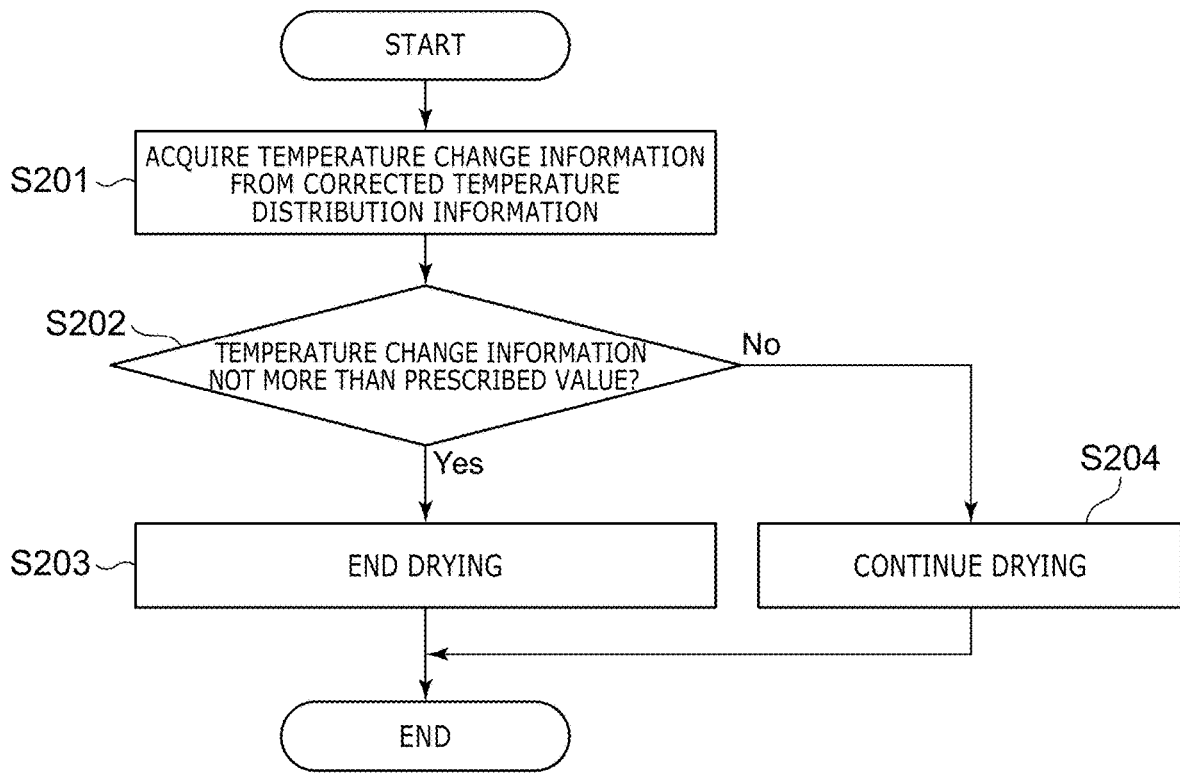 START
S201
ACQUIRE TEMPERATURE CHANGE INFORMATION
FROM CORRECTED TEMPERATURE
DISTRIBUTION INFORMATION
S202
TEMPERATURE CHANGE INFORMATION
NOT MORE THAN PRESCRIBED VALUE?
No
Yes
S204
S203
END DRYING
CONTINUE DRYING
END